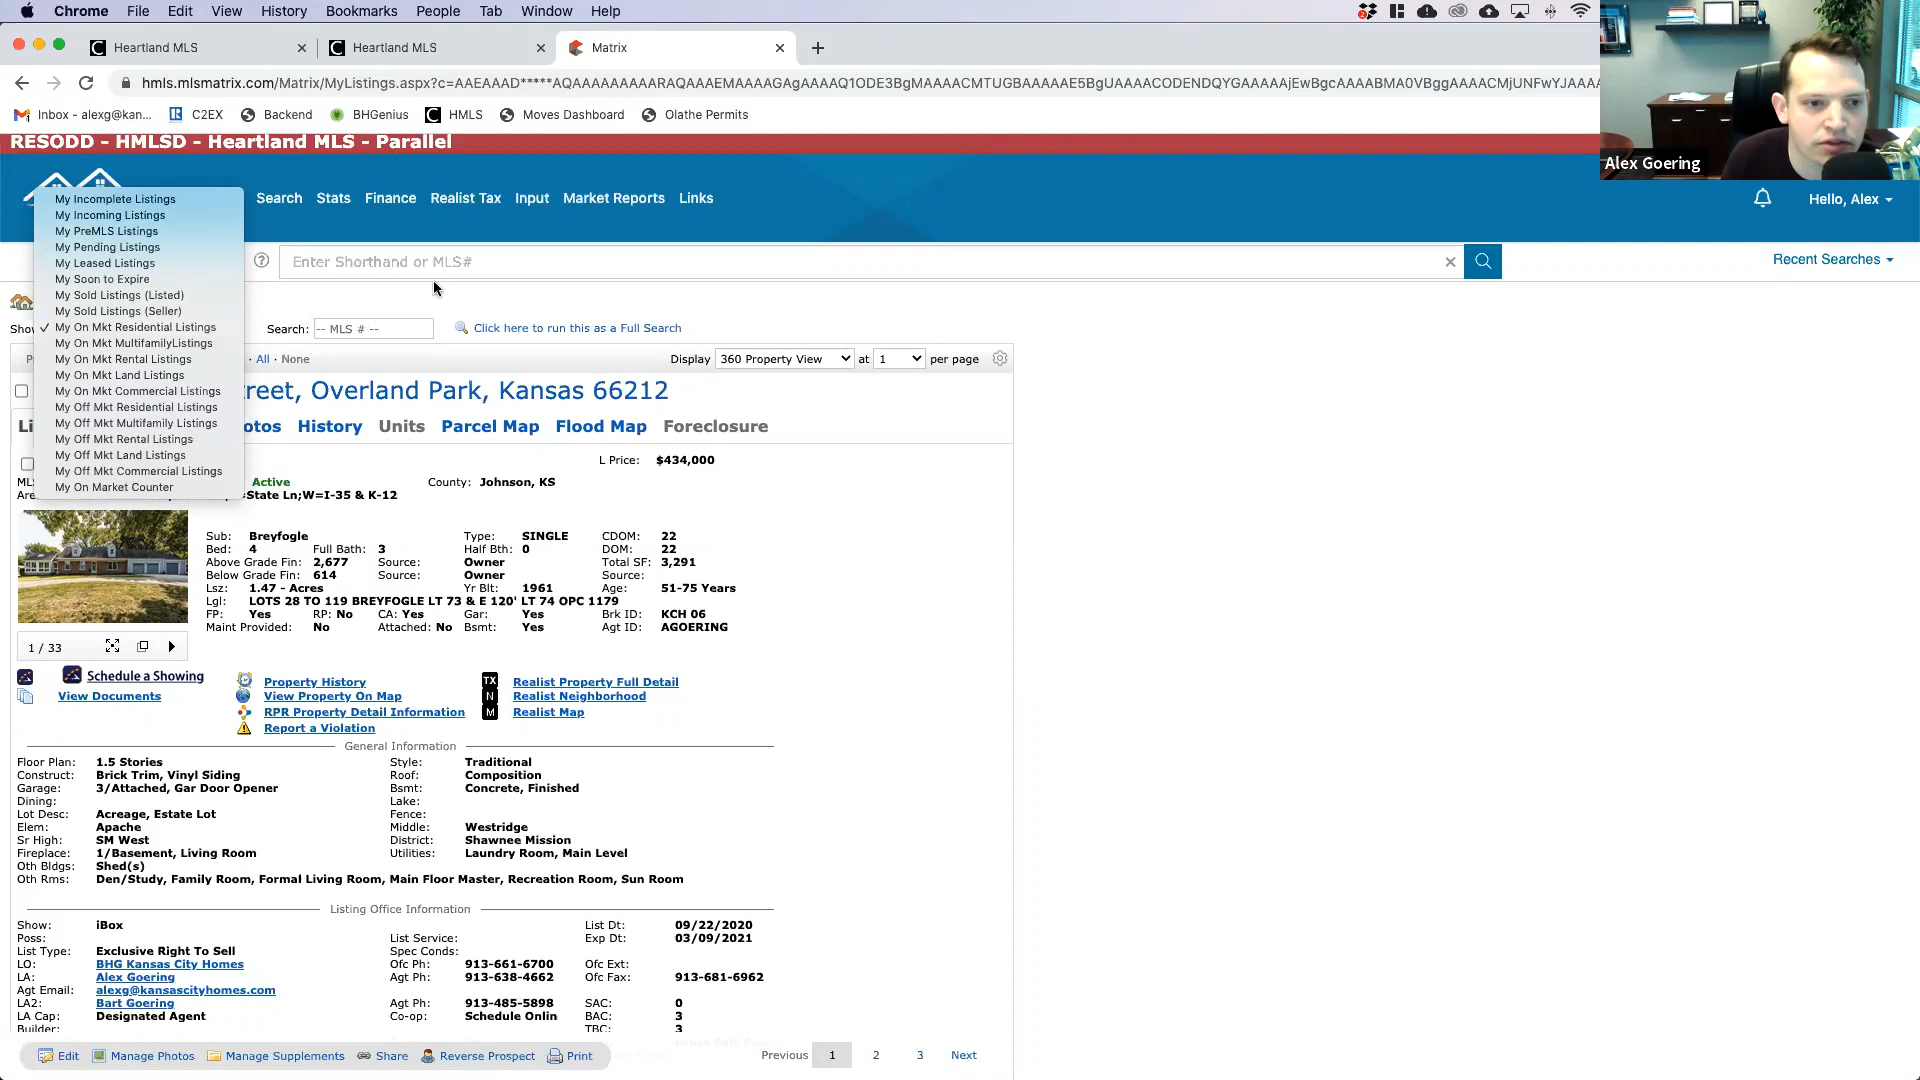 Chrome File Edit View History Bookmarks People Tab Window Help
Heartland MLS Heartland MLS Matrix
hmls.mlsmatrix.com/Matrix/MyListings.aspx?c=AAEAAAD*****AQAAAAAAAAARAQAAAEMAAAAGAgAAAAQ1ODE3BgMAAAACMTUGBAAAAAE5BgUAAAACODENDQYGAAAAAjEwBgcAAAABMA0VBggAAAACMjUNFwYJAAAA
Inbox - alexg@kan... C2EX Backend BHGenius HMLS Moves Dashboard Olathe Permits
Alex Goering
RESODD - HMLSD - Heartland MLS - Parallel
Search Stats Finance Realist Tax Input Market Reports Links
Hello, Alex
My Incomplete Listings
My Incoming Listings
My PreMLS Listings
My Pending Listings
My Leased Listings
My Soon to Expire
My Sold Listings (Listed)
My Sold Listings (Seller)
My On Mkt Residential Listings
My On Mkt MultifamilyListings
My On Mkt Rental Listings
My On Mkt Land Listings
My On Mkt Commercial Listings
My Off Mkt Residential Listings
My Off Mkt Multifamily Listings
My Off Mkt Rental Listings
My Off Mkt Land Listings
My Off Mkt Commercial Listings
My On Market Counter
Enter Shorthand or MLS#
Recent Searches
Search: -- MLS # -- Click here to run this as a Full Search
· All · None Display 360 Property View at 1 per page
treet, Overland Park, Kansas 66212
History Units Parcel Map Flood Map Foreclosure
L Price: $434,000
Active County: Johnson, KS
=State Ln;W=I-35 & K-12
Sub: Breyfogle Type: SINGLE CDOM: 22
Bed: 4 Full Bath: 3 Half Bth: 0 DOM: 22
Above Grade Fin: 2,677 Source: Owner Total SF: 3,291
Below Grade Fin: 614 Source: Owner Source:
Lsz: 1.47 - Acres Yr Blt: 1961 Age: 51-75 Years
Lgl: LOTS 28 TO 119 BREYFOGLE LT 73 & E 120' LT 74 OPC 1179
FP: Yes RP: No CA: Yes Gar: Yes Brk ID: KCH 06
Maint Provided: No Attached: No Bsmt: Yes Agt ID: AGOERING
1 / 33
Schedule a Showing Property History TX Realist Property Full Detail
View Documents View Property On Map N Realist Neighborhood
RPR Property Detail Information M Realist Map
Report a Violation
General Information
Floor Plan: 1.5 Stories Style: Traditional
Construct: Brick Trim, Vinyl Siding Roof: Composition
Garage: 3/Attached, Gar Door Opener Bsmt: Concrete, Finished
Dining: Lake:
Lot Desc: Acreage, Estate Lot Fence:
Elem: Apache Middle: Westridge
Sr High: SM West District: Shawnee Mission
Fireplace: 1/Basement, Living Room Utilities: Laundry Room, Main Level
Oth Bldgs: Shed(s)
Oth Rms: Den/Study, Family Room, Formal Living Room, Main Floor Master, Recreation Room, Sun Room
Listing Office Information
Show: iBox List Dt: 09/22/2020
Poss: List Service: Exp Dt: 03/09/2021
List Type: Exclusive Right To Sell Spec Conds:
LO: BHG Kansas City Homes Ofc Ph: 913-661-6700 Ofc Ext:
LA: Alex Goering Agt Ph: 913-638-4662 Ofc Fax: 913-681-6962
Agt Email: alexg@kansascityhomes.com
LA2: Bart Goering Agt Ph: 913-485-5898 SAC: 0
LA Cap: Designated Agent Co-op: Schedule Onlin BAC: 3
Builder: TBC: 3
Edit Manage Photos Manage Supplements Share Reverse Prospect Print Previous 1 2 3 Next